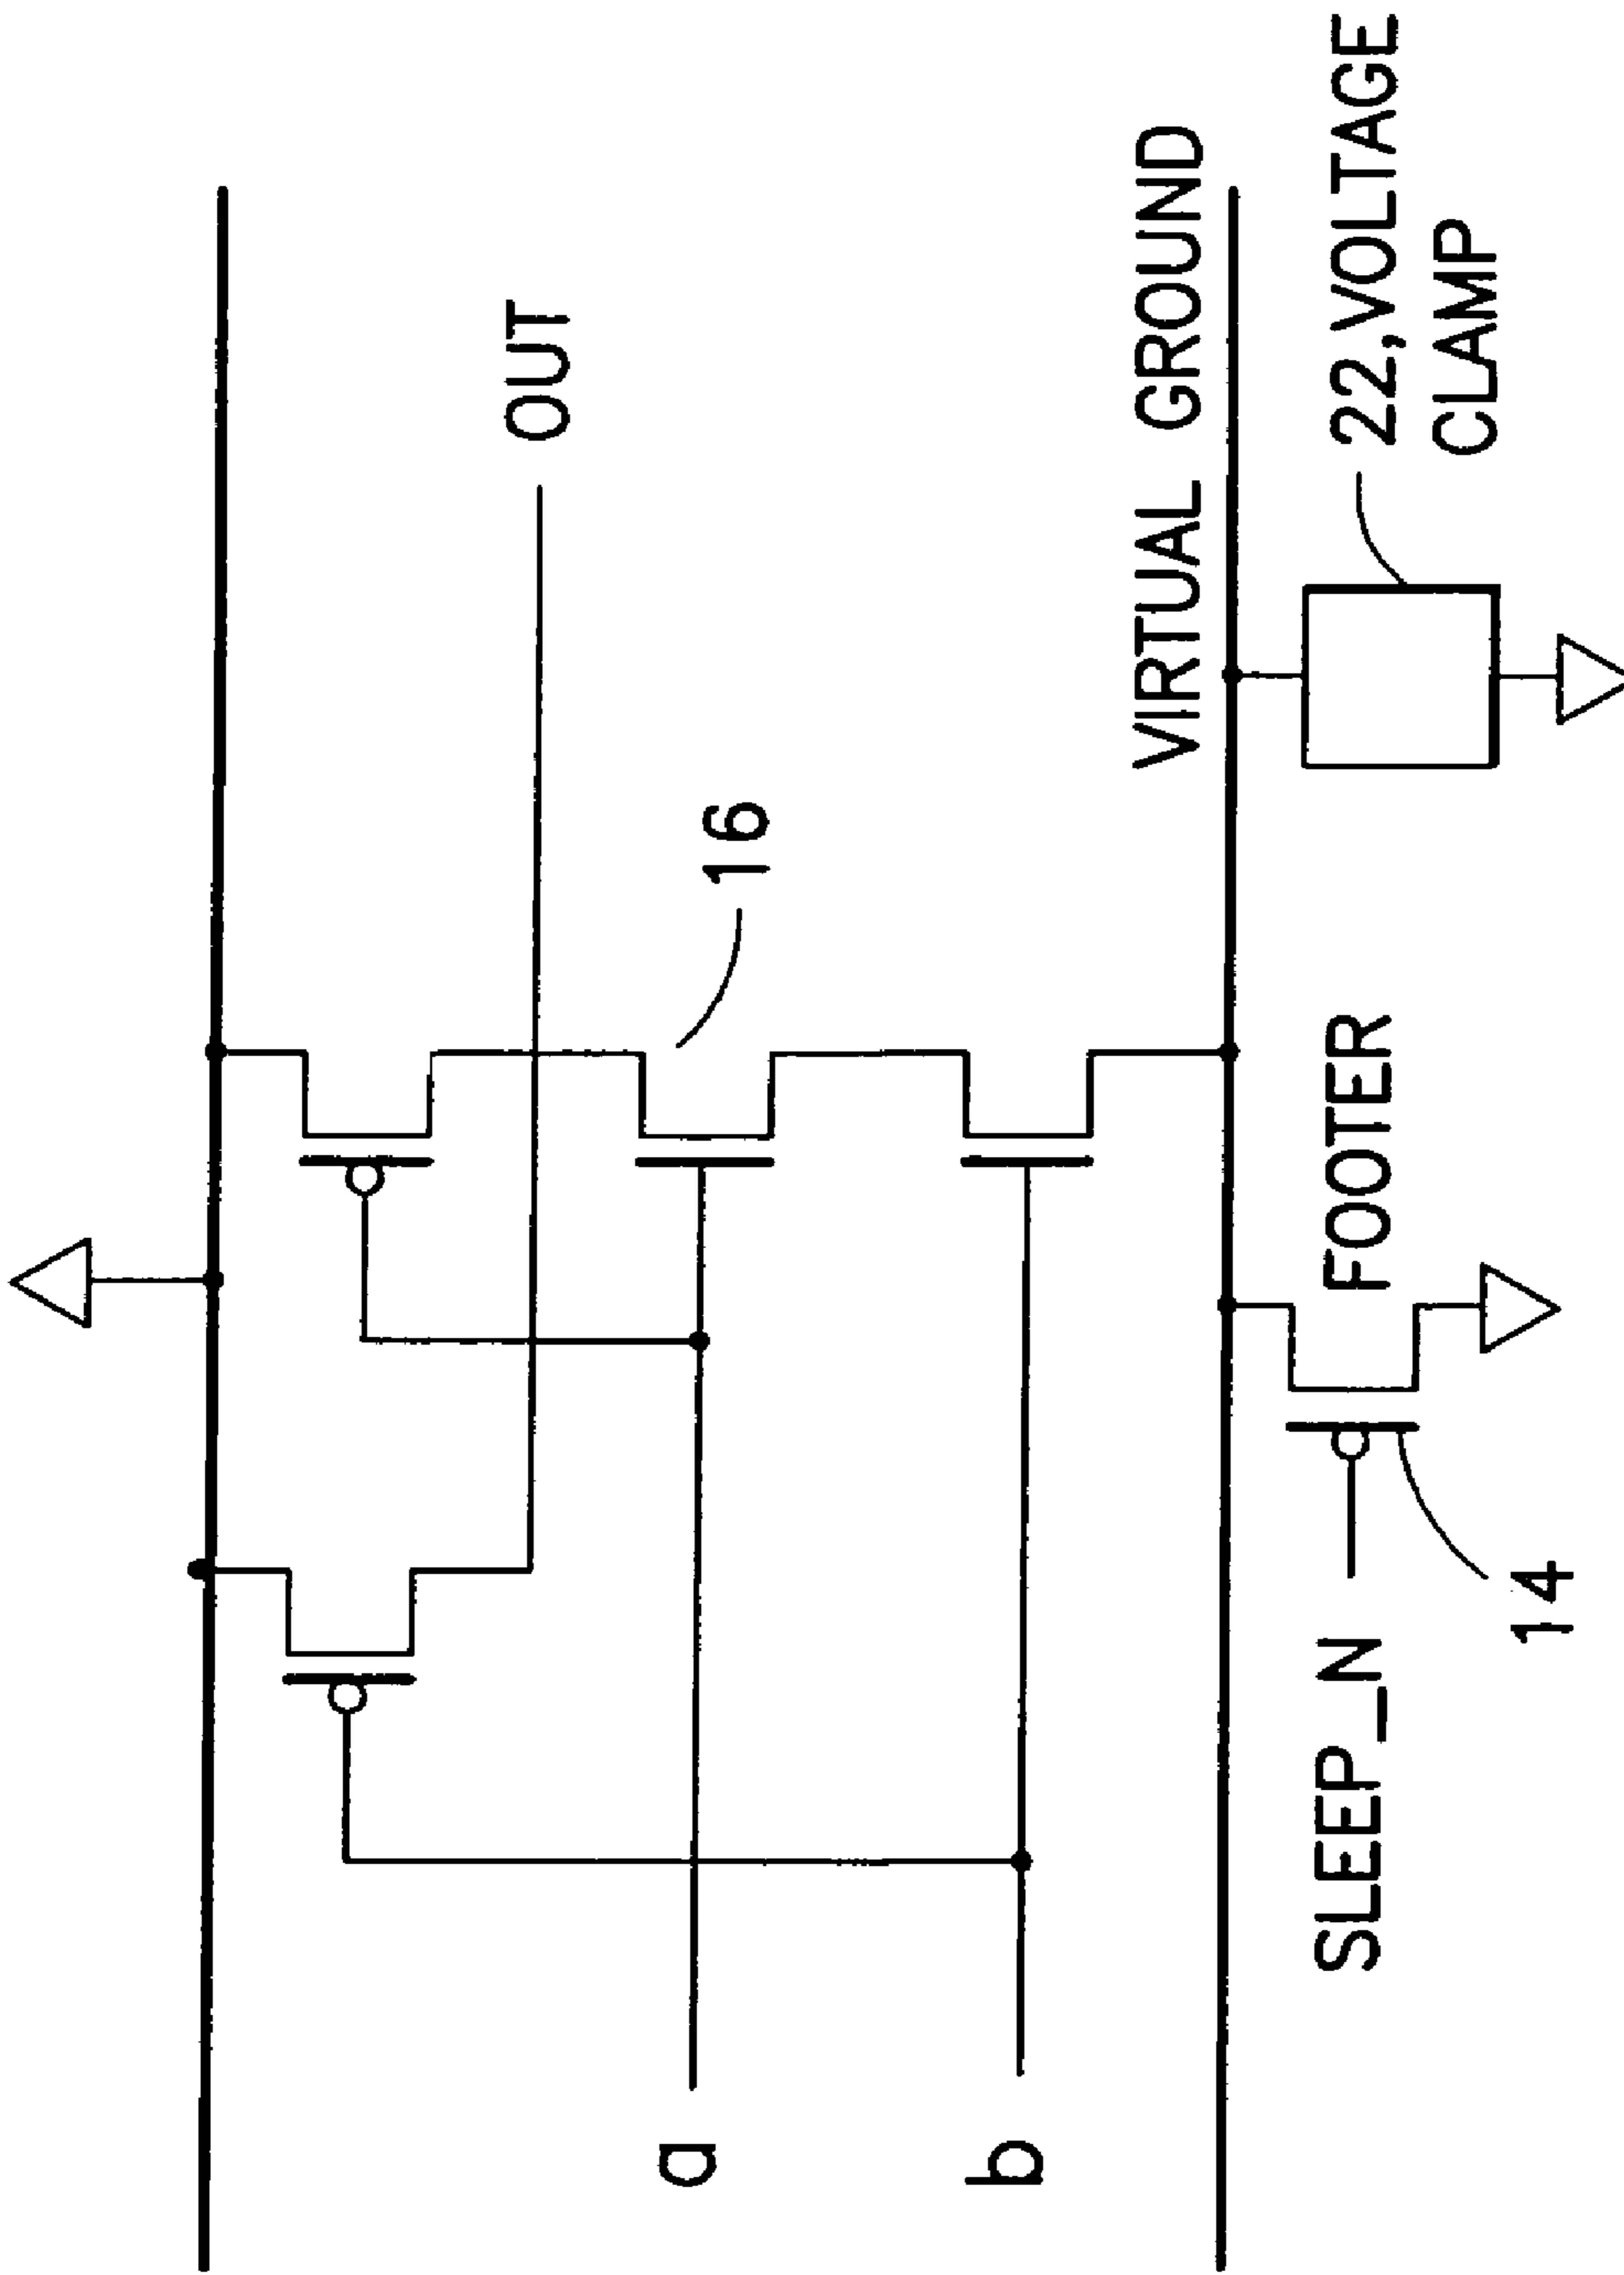 OUT
16
a
b
VIRTUAL GROUND
SLEEP_N
14
FOOTER
22,VOLTAGE
CLAMP